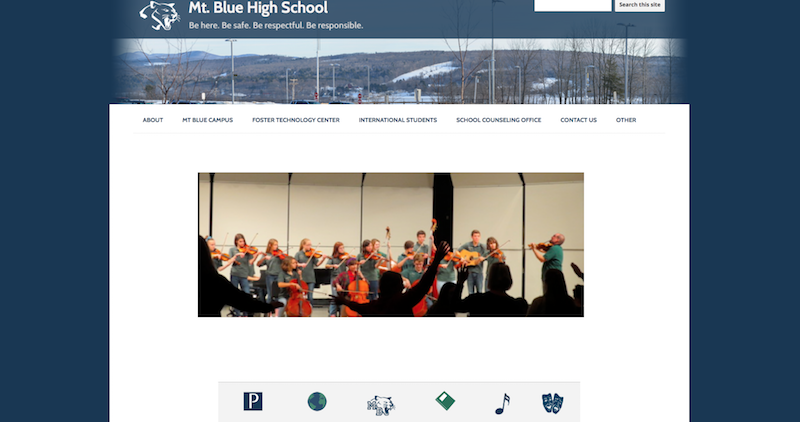 Mt. Blue High School
Be here. Be safe. Be respectful. Be responsible.
Search this site
ABOUT
MT BLUE CAMPUS
FOSTER TECHNOLOGY CENTER
INTERNATIONAL STUDENTS
SCHOOL COUNSELING OFFICE
CONTACT US
OTHER
P